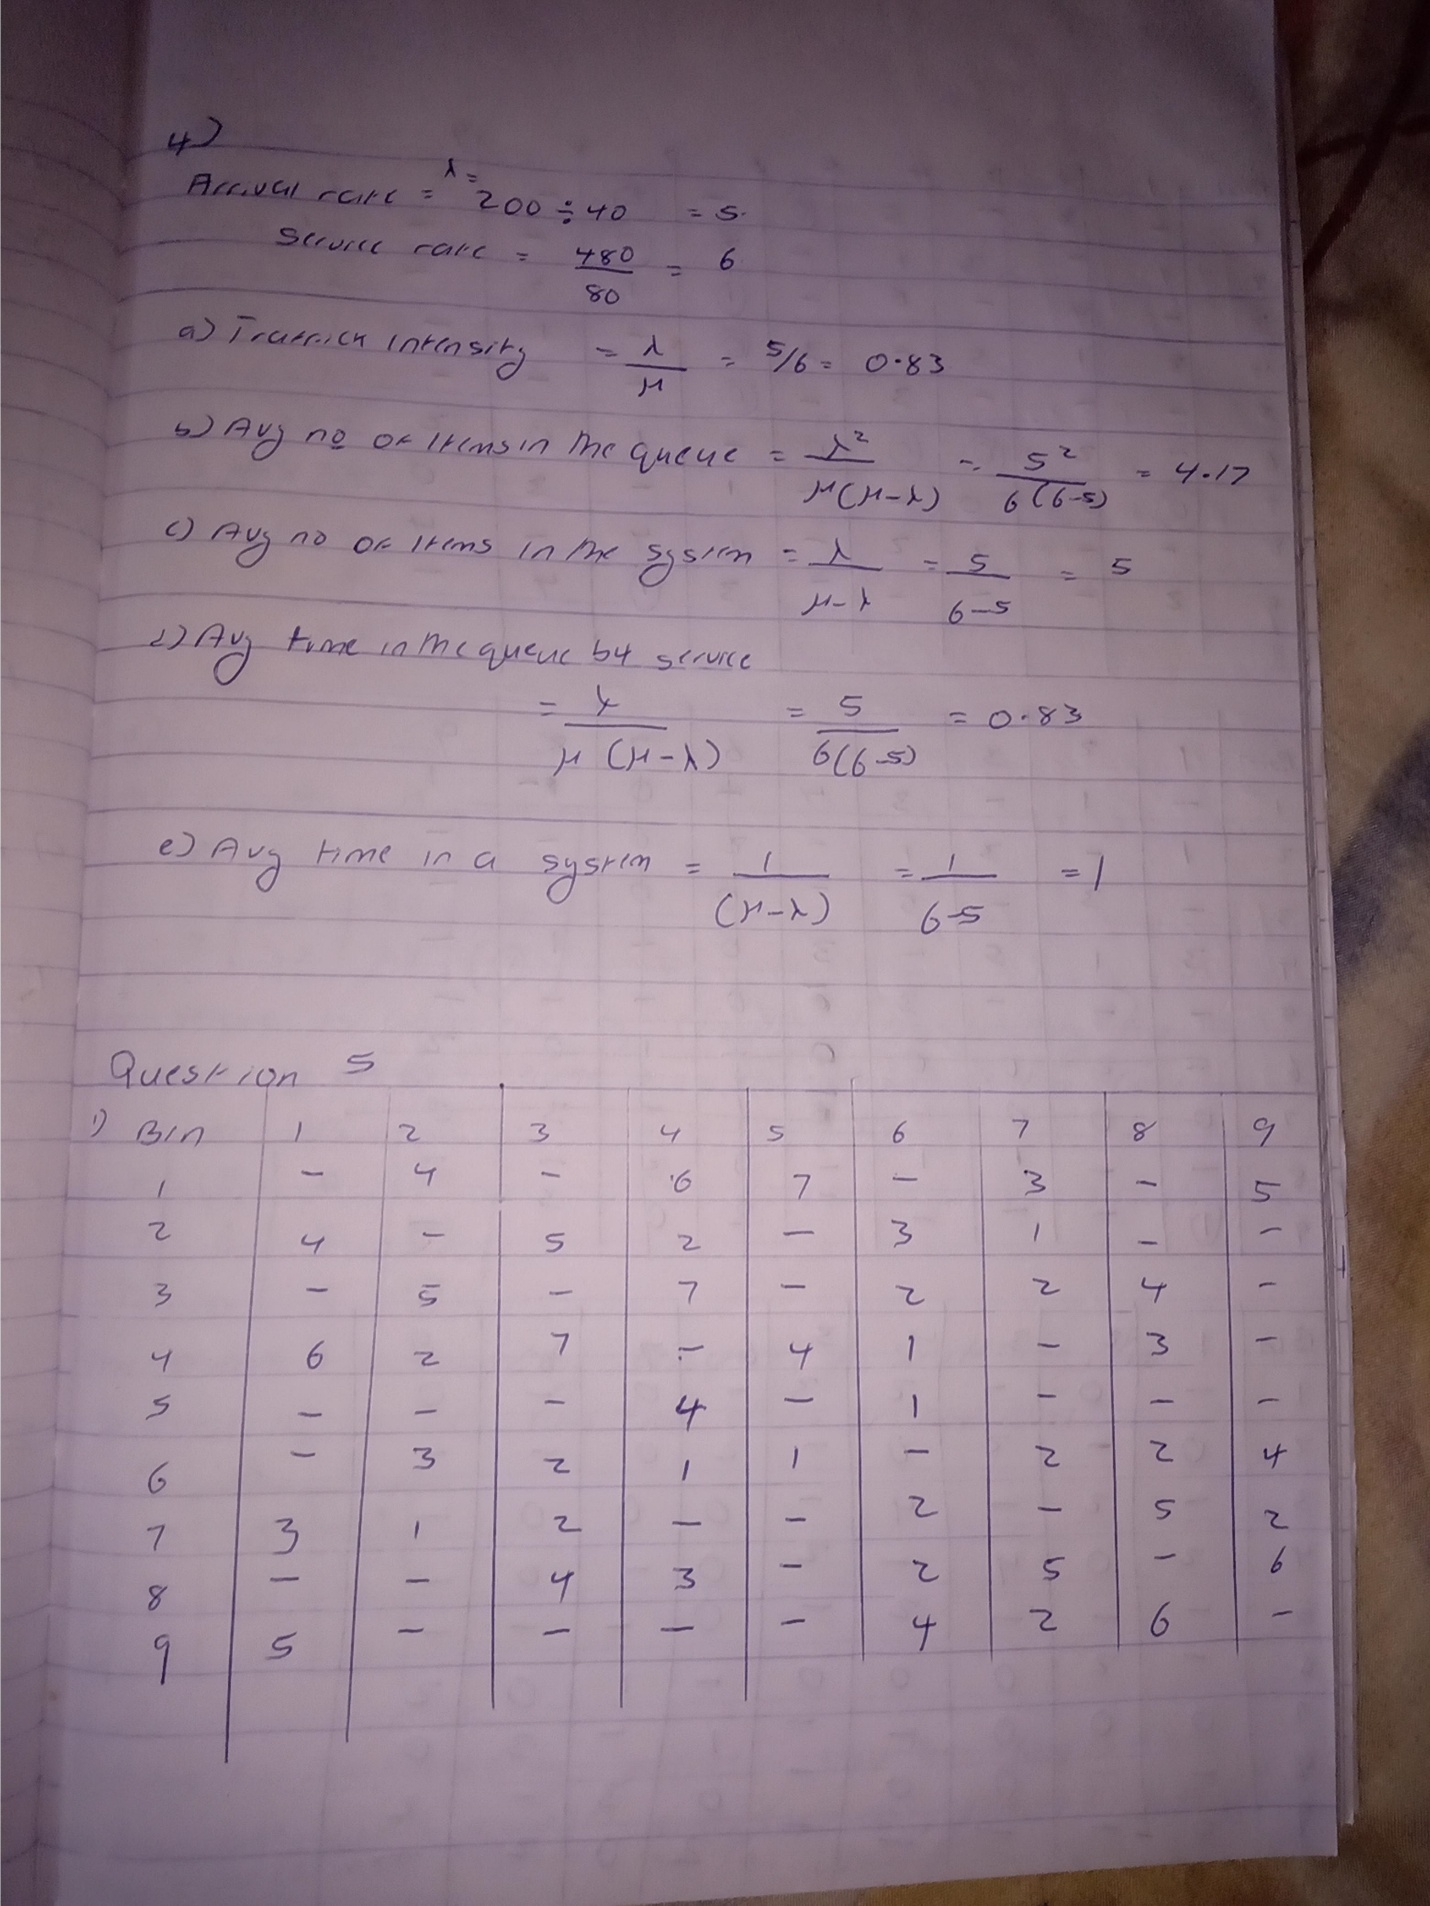 4)
Arrival rate = λ = 200 ÷ 40 = 5
Service rate = 480/80 = 6
a) Traffick intensity = λ/μ = 5/6 = 0.83
b) Avg no of items in the queue = λ²/μ(μ-λ) = 5²/6(6-5) = 4.17
c) Avg no of items in the system = λ/μ-λ = 5/6-5 = 5
d) Avg time in the queue by service
= λ/μ(μ-λ) = 5/6(6-5) = 0.83
e) Avg time in a system = 1/(μ-λ) = 1/6-5 = 1
Question 5
1) Bin 1 2 3 4 5 6 7 8 9
1 - 4 - 6 7 - 3 - 5
2 4 - 5 2 - 3 1 - -
3 - 5 - 7 - 2 2 4 -
4 6 2 7 - 4 1 - 3 -
5 - - - 4 - 1 - - -
6 - 3 2 1 1 - 2 2 4
7 3 1 2 - - 2 - 5 2
8 - - 4 3 - 2 5 - 6
9 5 - - - - 4 2 6 -